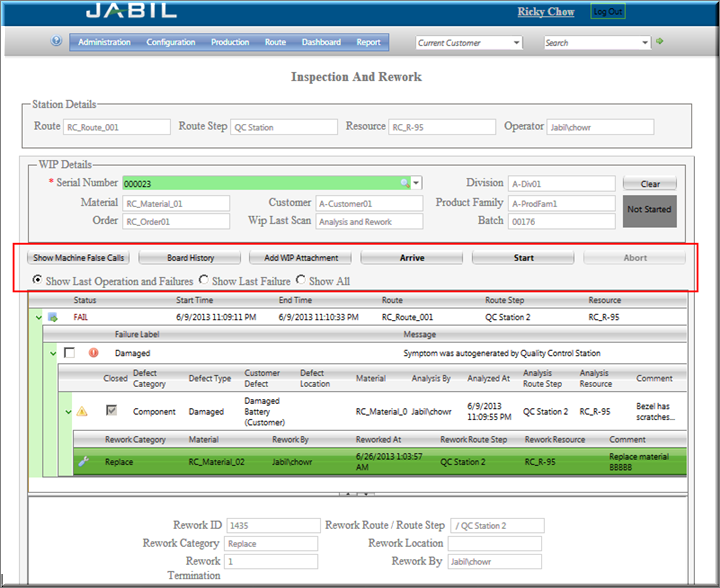 JABIL
Ricky Chow Log Out
Administration Configuration Production Route Dashboard Report Current Customer Search
Inspection And Rework
Station Details
Route RC_Route_001 Route Step QC Station Resource RC_R-95 Operator Jabil\chowr
WIP Details
* Serial Number 000023 Division A-Div01 Clear
Material RC_Material_01 Customer A-Customer01 Product Family A-ProdFam1 Not Started
Order RC_Order01 Wip Last Scan Analysis and Rework Batch 00176
Show Machine False Calls Board History Add WIP Attachment Arrive Start Abort
Show Last Operation and Failures Show Last Failure Show All
Status Start Time End Time Route Route Step Resource
FAIL 6/9/2013 11:09:11 PM 6/9/2013 11:10:33 PM RC_Route_001 QC Station 2 RC_R-95
Failure Label Message
Damaged Symptom was autogenerated by Quality Control Station
Closed Defect Category Defect Type Customer Defect Defect Location Material Analysis By Analyzed At Analysis Route Step Analysis Resource Comment
Component Damaged Damaged Battery (Customer) RC_Material_0 Jabil\chowr 6/9/2013 11:09:55 PM QC Station 2 RC_R-95 Bezel has scratches...
Rework Category Material Rework By Reworked At Rework Route Step Rework Resource Comment
Replace RC_Material_02 Jabil\chowr 6/26/2013 1:03:57 AM QC Station 2 RC_R-95 Replace material BBBBB
Rework ID 1435 Rework Route / Route Step / QC Station 2
Rework Category Replace Rework Location
Rework Termination 1 Rework By Jabil\chowr